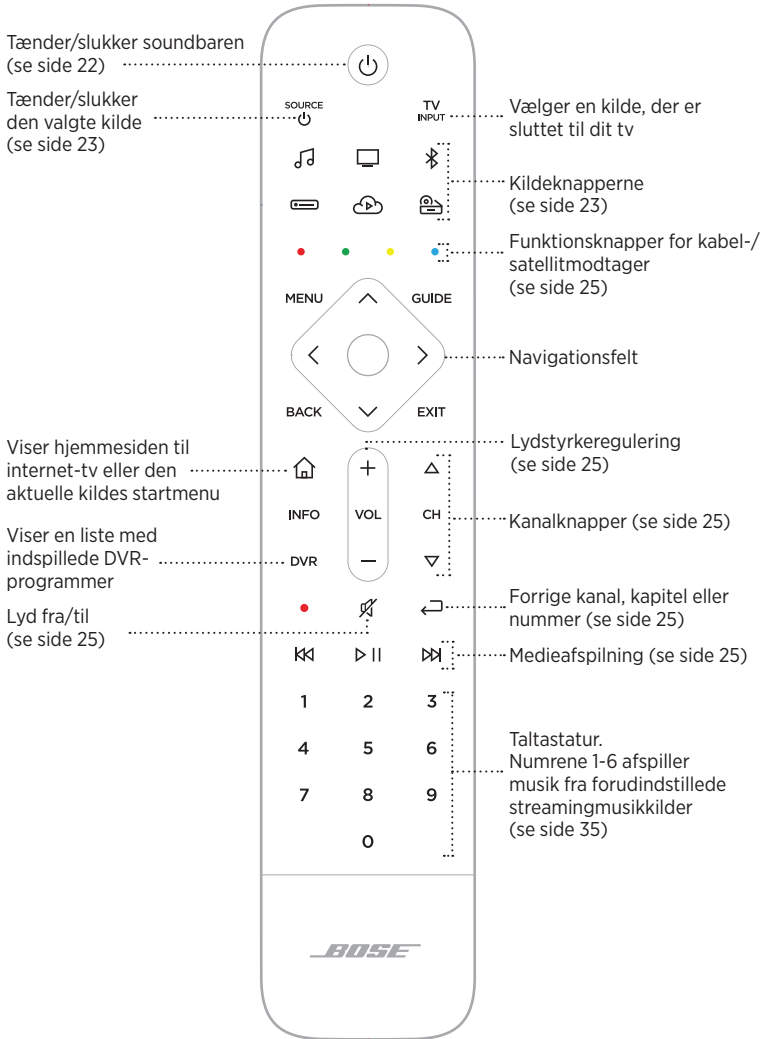 Tænder/slukker soundbaren
(se side 22)
Tænder/slukker
den valgte kilde
(se side 23)
SOURCE
TV
INPUT
Vælger en kilde, der er
sluttet til dit tv
Kildeknapperne
(se side 23)
Funktionsknapper for kabel-/
satellitmodtager
(se side 25)
MENU
GUIDE
Navigationsfelt
BACK
EXIT
Viser hjemmesiden til
internet-tv eller den
aktuelle kildes startmenu
Lydstyrkeregulering
(se side 25)
+
INFO
VOL
CH
Kanalknapper (se side 25)
Viser en liste med
indspillede DVR-
programmer
DVR
–
Lyd fra/til
(se side 25)
Forrige kanal, kapitel eller
nummer (se side 25)
Medieafspilning (se side 25)
1 2 3
4 5 6
7 8 9
0
Taltastatur.
Numrene 1-6 afspiller
musik fra forudindstillede
streamingmusikkilder
(se side 35)
BOSE